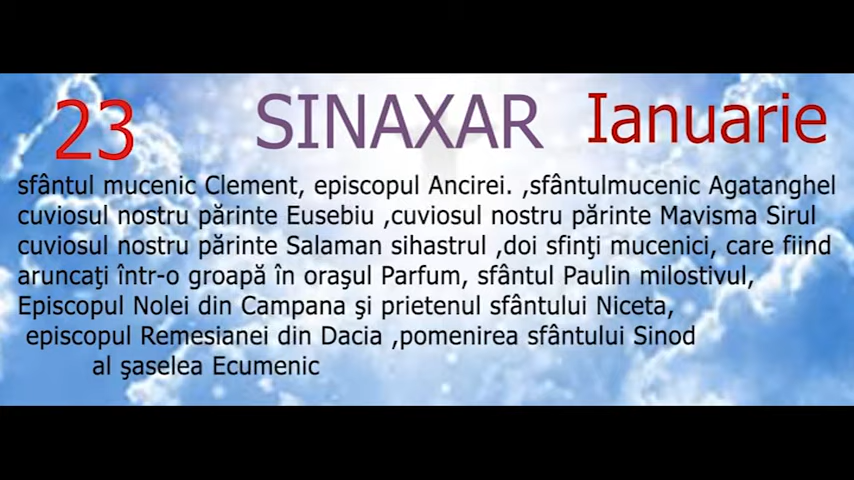 23 SINAXAR Ianuarie
sfântul mucenic Clement, episcopul Ancirei. ,sfântulmucenic Agatanghel
cuviosul nostru părinte Eusebiu ,cuviosul nostru părinte Mavisma Sirul
cuviosul nostru părinte Salaman sihastrul ,doi sfinţi mucenici, care fiind
aruncaţi într-o groapă în oraşul Parfum, sfântul Paulin milostivul,
Episcopul Nolei din Campana şi prietenul sfântului Niceta,
episcopul Remesianei din Dacia ,pomenirea sfântului Sinod
al şaselea Ecumenic